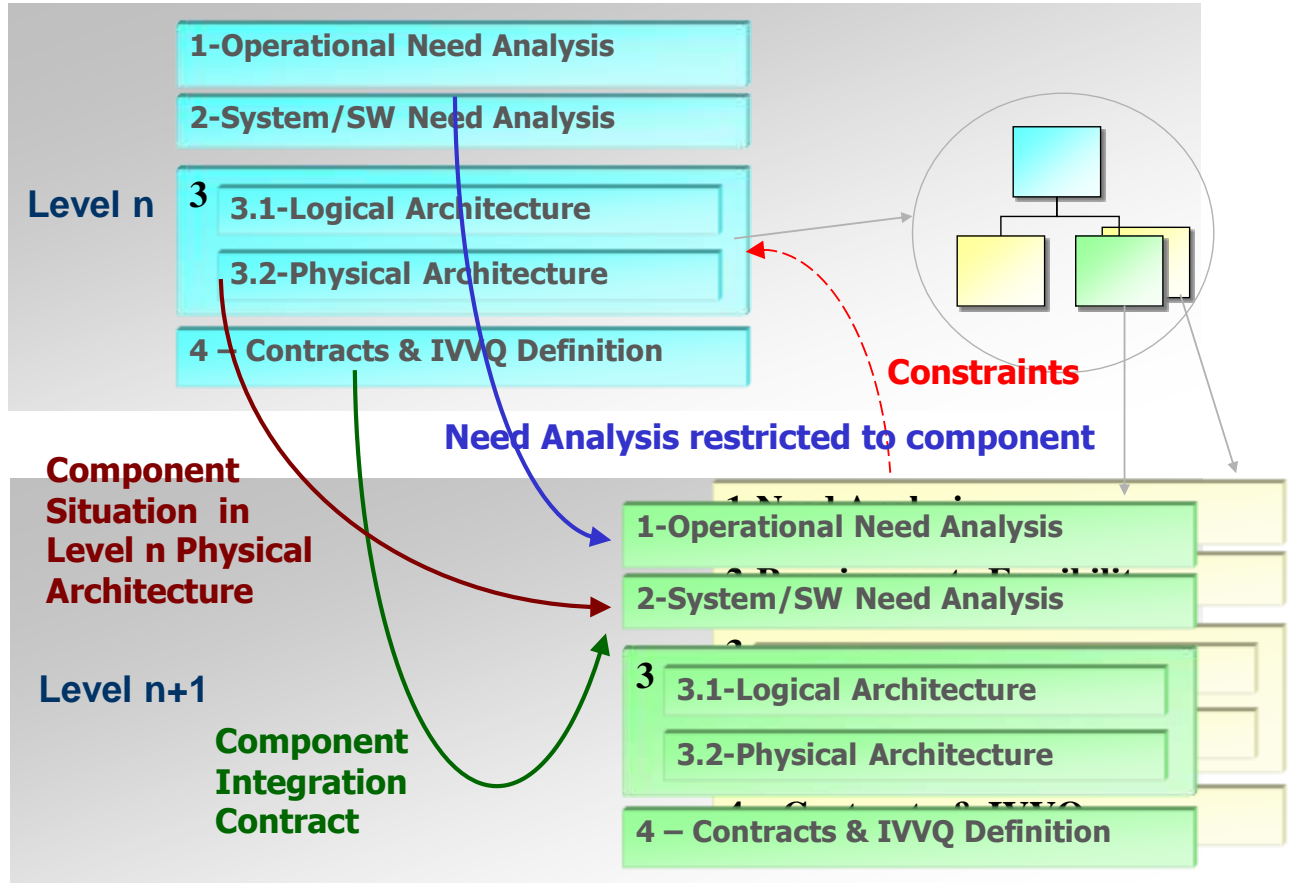 1-Operational Need Analysis
2-System/SW Need Analysis
Level n
3
3.1-Logical Architecture
3.2-Physical Architecture
4 – Contracts & IVVQ Definition
Constraints
Need Analysis restricted to component
Component
Situation in
Level n Physical
Architecture
1-Operational Need Analysis
2-System/SW Need Analysis
Level n+1
3
3.1-Logical Architecture
3.2-Physical Architecture
Component
Integration
Contract
4 – Contracts & IVVQ Definition